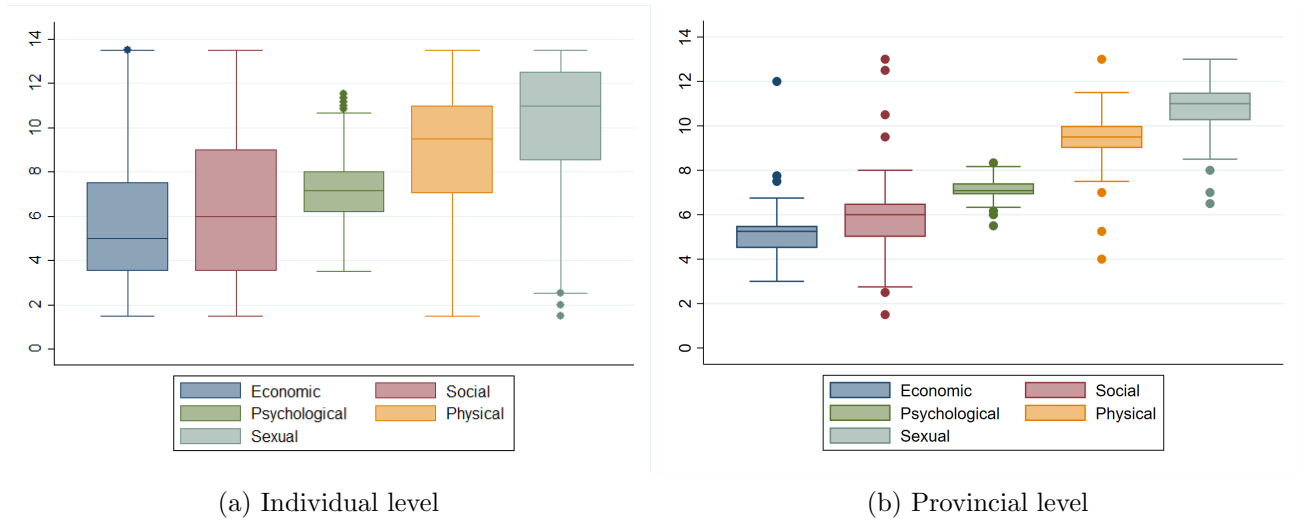 14
12
10
8
6
4
2
0
Economic
Social
Psychological
Physical
Sexual
(a) Individual level
14
12
10
8
6
4
2
0
Economic
Social
Psychological
Physical
Sexual
(b) Provincial level